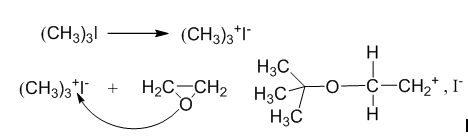 (CH₃)₃I ⟶ (CH₃)₃⁺I⁻
(CH₃)₃⁺I⁻ + H₂C CH₂ O
H₃C H₃C H₃C O H C H CH₂⁺ , I⁻